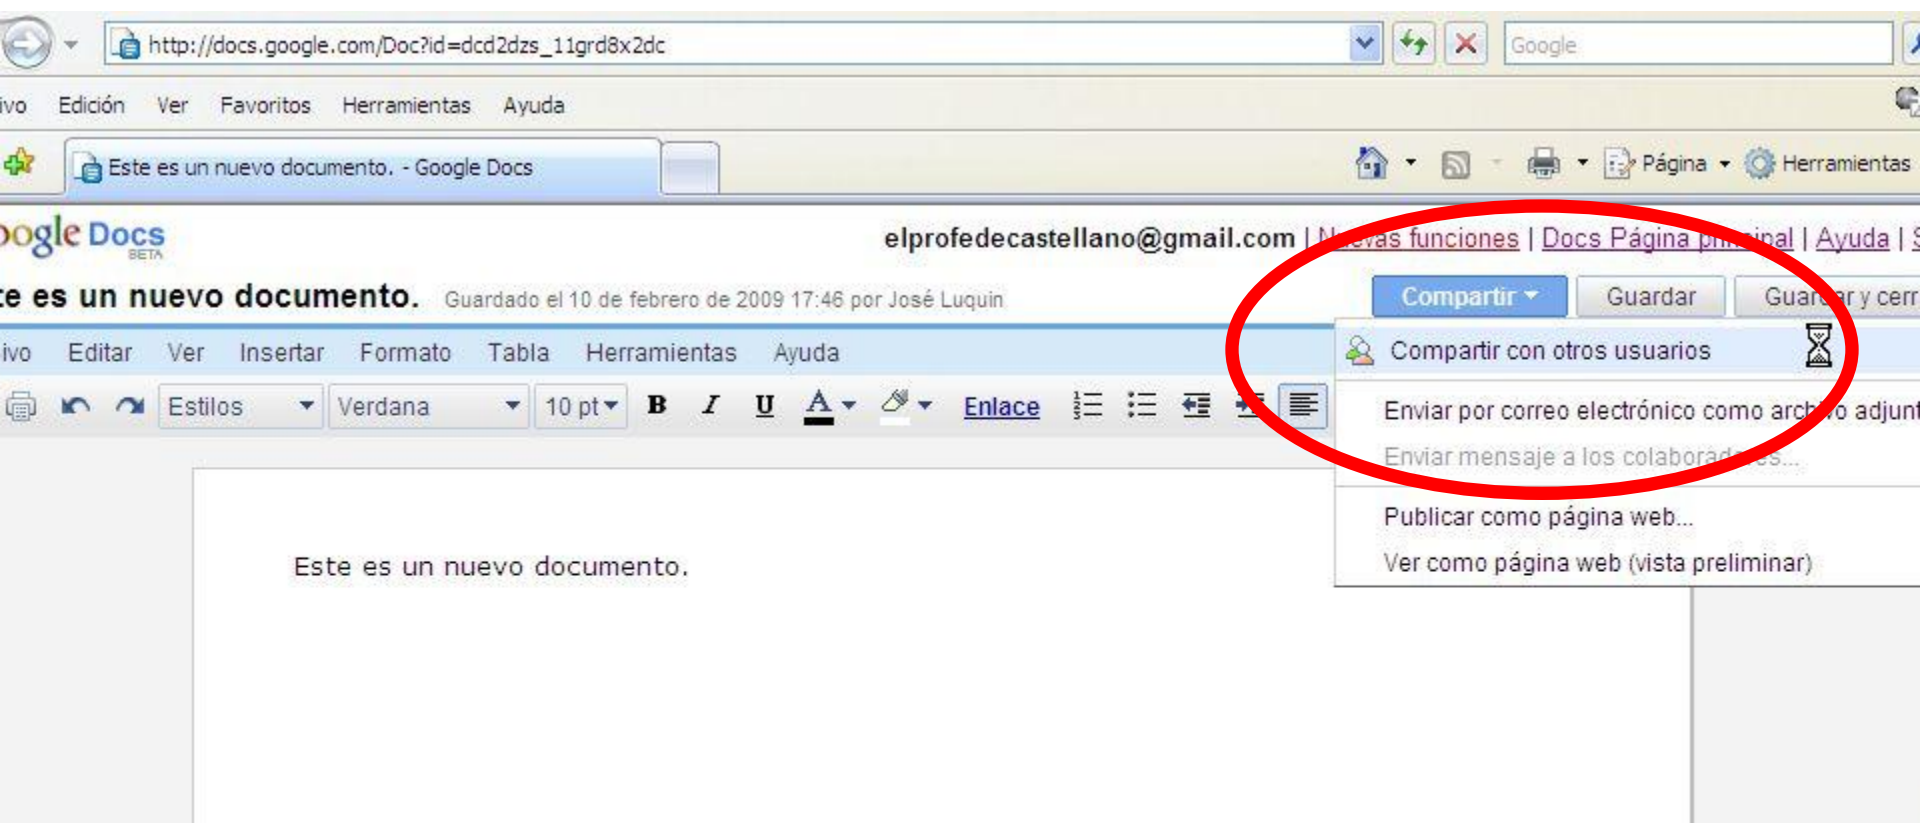 http://docs.google.com/Doc?id=dcd2dzs_11grd8x2dc Google
ivo Edición Ver Favoritos Herramientas Ayuda
Este es un nuevo documento. - Google Docs Página Herramientas
oogle Docs
BETA
elprofedecastellano@gmail.com | Nuevas funciones | Docs Página principal | Ayuda | S
te es un nuevo documento. Guardado el 10 de febrero de 2009 17:46 por José Luquin Compartir Guardar Guardar y cerr
ivo Editar Ver Insertar Formato Tabla Herramientas Ayuda
Compartir con otros usuarios
Estilos Verdana 10 pt B I U A Enlace
Enviar por correo electrónico como archivo adjunt
Enviar mensaje a los colaboradores...
Publicar como página web...
Ver como página web (vista preliminar)
Este es un nuevo documento.